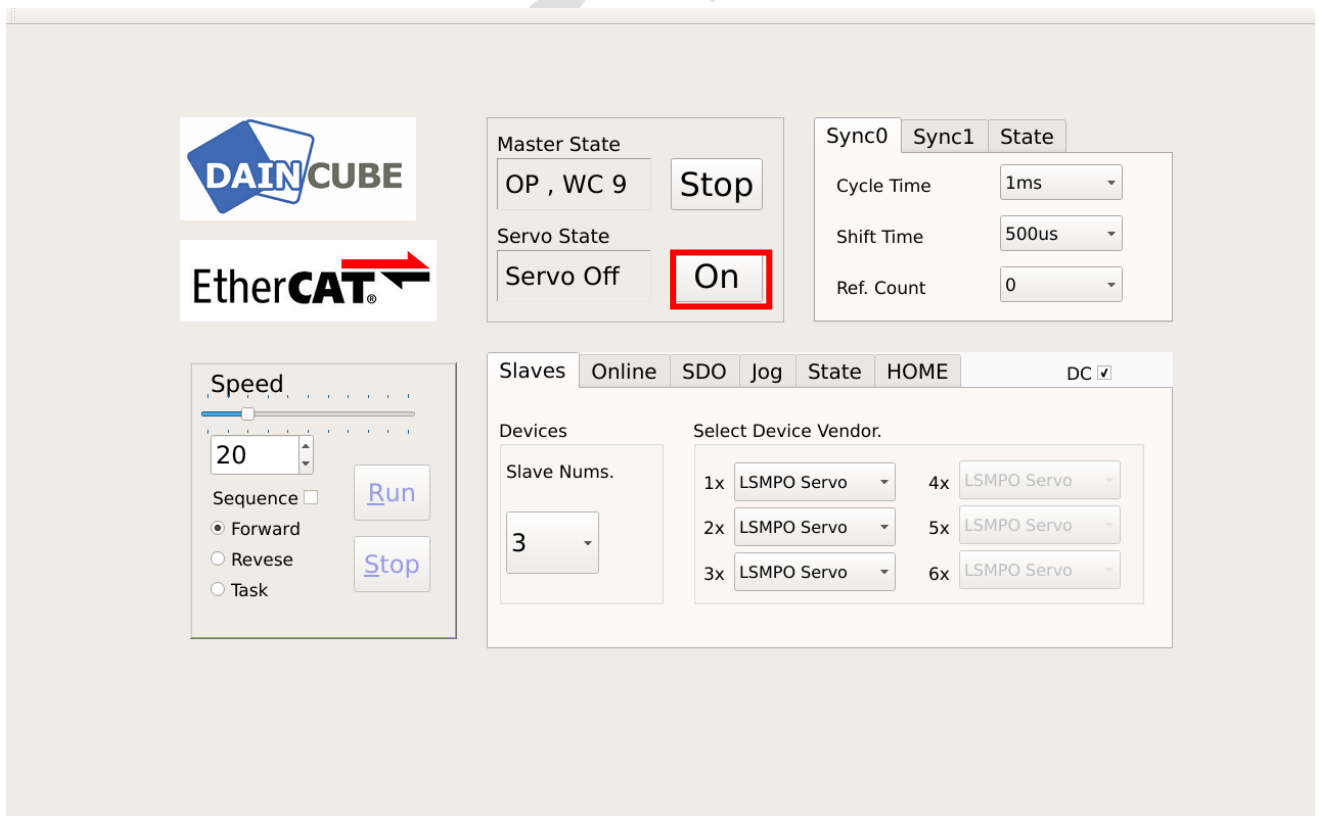 DAINCUBE
EtherCAT®
Master State
OP , WC 9 Stop
Servo State
Servo Off On
Sync0 Sync1 State
Cycle Time 1ms
Shift Time 500us
Ref. Count 0
Speed
20
Sequence
Forward
Revese
Task
Run
Stop
Slaves Online SDO Jog State HOME DC
Devices
Slave Nums.
3
Select Device Vendor.
1x LSMPO Servo 4x LSMPO Servo
2x LSMPO Servo 5x LSMPO Servo
3x LSMPO Servo 6x LSMPO Servo